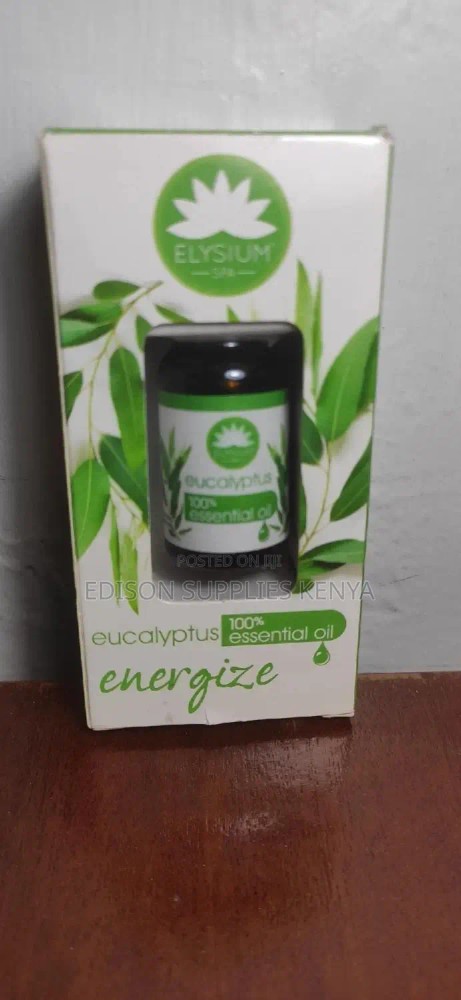 ELYSIUM
SPA
eucalyptus
100%
essential oil
POSTED ON JiJi
EDISON SUPPLIES KENYA
eucalyptus 100%
essential oil
energize